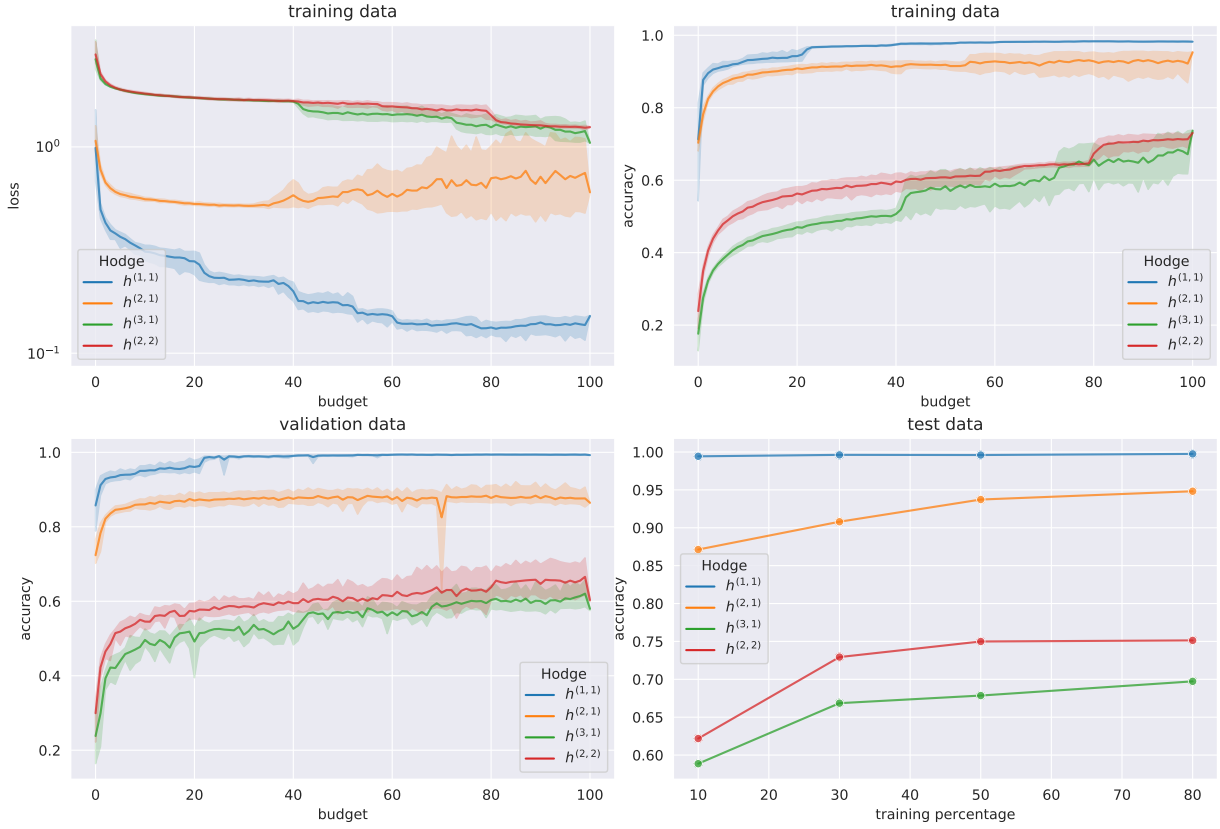 training data
loss
10⁰
10⁻¹
Hodge
h^(1,1)
h^(2,1)
h^(3,1)
h^(2,2)
0 20 40 60 80 100
budget
training data
accuracy
1.0
0.8
0.6
0.4
0.2
Hodge
h^(1,1)
h^(2,1)
h^(3,1)
h^(2,2)
0 20 40 60 80 100
budget
validation data
accuracy
1.0
0.8
0.6
0.4
0.2
Hodge
h^(1,1)
h^(2,1)
h^(3,1)
h^(2,2)
0 20 40 60 80 100
budget
test data
accuracy
1.00
0.95
0.90
0.85
0.80
0.75
0.70
0.65
0.60
Hodge
h^(1,1)
h^(2,1)
h^(3,1)
h^(2,2)
10 20 30 40 50 60 70 80
training percentage